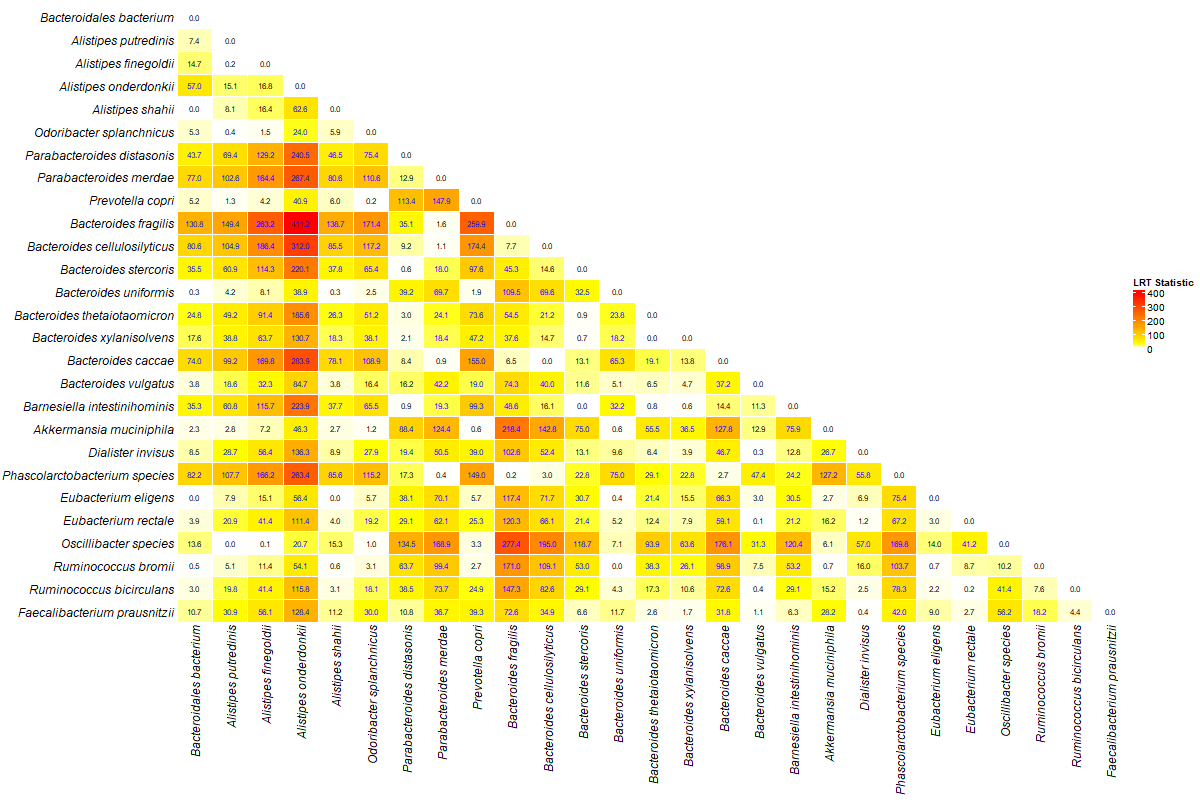 Bacteroidales bacterium 0.0
Alistipes putredinis 7.4 0.0
Alistipes finegoldii 14.7 0.2 0.0
Alistipes onderdonkii 57.0 15.1 16.8 0.0
Alistipes shahii 0.0 8.1 16.4 62.6 0.0
Odoribacter splanchnicus 5.3 0.4 1.5 24.0 5.9 0.0
Parabacteroides distasonis 43.7 69.4 129.2 240.5 46.5 75.4 0.0
Parabacteroides merdae 77.0 102.6 164.4 267.4 80.6 110.6 12.9 0.0
Prevotella copri 5.2 1.3 4.2 40.9 6.0 0.2 113.4 147.9 0.0
Bacteroides fragilis 130.8 149.4 263.2 411.2 138.7 171.4 35.1 1.6 259.9 0.0
Bacteroides cellulosilyticus 80.6 104.9 186.4 312.0 85.5 117.2 9.2 1.1 174.4 7.7 0.0
Bacteroides stercoris 35.5 60.9 114.3 220.1 37.8 65.4 0.6 18.0 97.6 45.3 14.6 0.0
Bacteroides uniformis 0.3 4.2 8.1 38.9 0.3 2.5 39.2 69.7 1.9 109.5 69.6 32.5 0.0
Bacteroides thetaiotaomicron 24.8 49.2 91.4 185.6 26.3 51.2 3.0 24.1 73.6 54.5 21.2 0.9 23.8 0.0
Bacteroides xylanisolvens 17.6 38.8 63.7 130.7 18.3 38.1 2.1 18.4 47.2 37.6 14.7 0.7 18.2 0.0 0.0
Bacteroides caccae 74.0 99.2 169.8 283.9 78.1 108.9 8.4 0.9 155.0 6.5 0.0 13.1 65.3 19.1 13.8 0.0
Bacteroides vulgatus 3.8 18.6 32.3 84.7 3.8 16.4 16.2 42.2 19.0 74.3 40.0 11.6 5.1 6.5 4.7 37.2 0.0
Barnesiella intestinihominis 35.3 60.8 115.7 223.9 37.7 65.5 0.9 19.3 99.3 48.6 16.1 0.0 32.2 0.8 0.6 14.4 11.3 0.0
Akkermansia muciniphila 2.3 2.8 7.2 46.3 2.7 1.2 88.4 124.4 0.6 218.4 142.8 75.0 0.6 55.5 36.5 127.8 12.9 75.9 0.0
Dialister invisus 8.5 28.7 56.4 136.3 8.9 27.9 19.4 50.5 39.0 102.6 52.4 13.1 9.6 6.4 3.9 46.7 0.3 12.8 26.7 0.0
Phascolarctobacterium species 82.2 107.7 166.2 263.4 85.6 115.2 17.3 0.4 149.0 0.2 3.0 22.8 75.0 29.1 22.8 2.7 47.4 24.2 127.2 55.6 0.0
Eubacterium eligens 0.0 7.9 15.1 56.4 0.0 5.7 38.1 70.1 5.7 117.4 71.7 30.7 0.4 21.4 15.5 66.3 3.0 30.5 2.7 6.9 75.4 0.0
Eubacterium rectale 3.9 20.9 41.4 111.4 4.0 19.2 29.1 62.1 25.3 120.3 66.1 21.4 5.2 12.4 7.9 59.1 0.1 21.2 16.2 1.2 67.2 3.0 0.0
Oscillibacter species 13.6 0.0 0.1 20.7 15.3 1.0 134.5 168.9 3.3 277.4 195.0 118.7 7.1 93.9 63.6 176.1 31.3 120.4 6.1 57.0 169.8 14.0 41.2 0.0
Ruminococcus bromii 0.5 5.1 11.4 54.1 0.6 3.1 63.7 99.4 2.7 171.0 109.1 53.0 0.0 38.3 26.1 98.9 7.5 53.2 0.7 16.0 103.7 0.7 8.7 10.2 0.0
Ruminococcus bicirculans 3.0 19.8 41.4 115.8 3.1 18.1 38.5 73.7 24.9 147.3 82.6 29.1 4.3 17.3 10.6 72.6 0.4 29.1 15.2 2.5 78.3 2.2 0.2 41.4 7.6 0.0
Faecalibacterium prausnitzii 10.7 30.9 56.1 128.4 11.2 30.0 10.8 36.7 39.3 72.6 34.9 6.6 11.7 2.6 1.7 31.8 1.1 6.3 28.2 0.4 42.0 9.0 2.7 56.2 18.2 4.4 0.0
Bacteroidales bacterium
Alistipes putredinis
Alistipes finegoldii
Alistipes onderdonkii
Alistipes shahii
Odoribacter splanchnicus
Parabacteroides distasonis
Parabacteroides merdae
Prevotella copri
Bacteroides fragilis
Bacteroides cellulosilyticus
Bacteroides stercoris
Bacteroides uniformis
Bacteroides thetaiotaomicron
Bacteroides xylanisolvens
Bacteroides caccae
Bacteroides vulgatus
Barnesiella intestinihominis
Akkermansia muciniphila
Dialister invisus
Phascolarctobacterium species
Eubacterium eligens
Eubacterium rectale
Oscillibacter species
Ruminococcus bromii
Ruminococcus bicirculans
Faecalibacterium prausnitzii
LRT Statistic
400
300
200
100
0